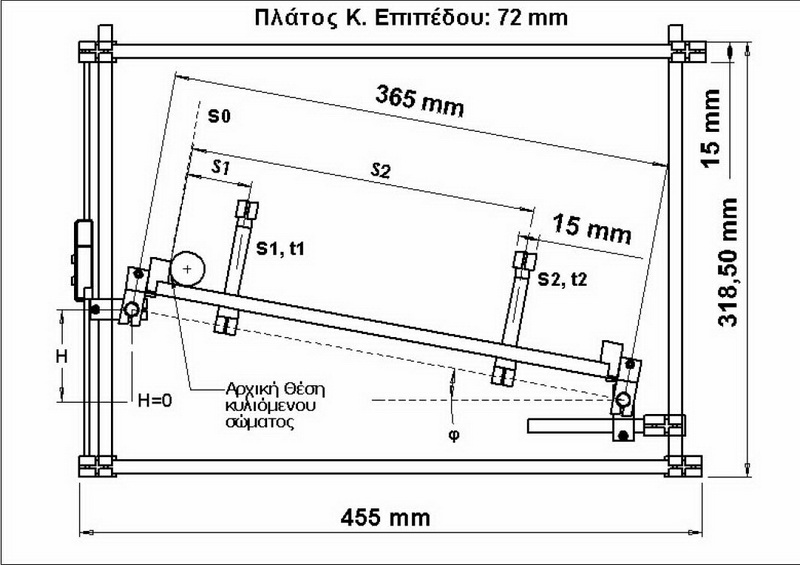 Πλάτος Κ. Επιπέδου: 72 mm
365 mm
S0
S1
S2
15 mm
15 mm
S1, t1
S2, t2
318,50 mm
H
H=0
Αρχική Θέση
κυλιόμενου
σώματος
φ
455 mm